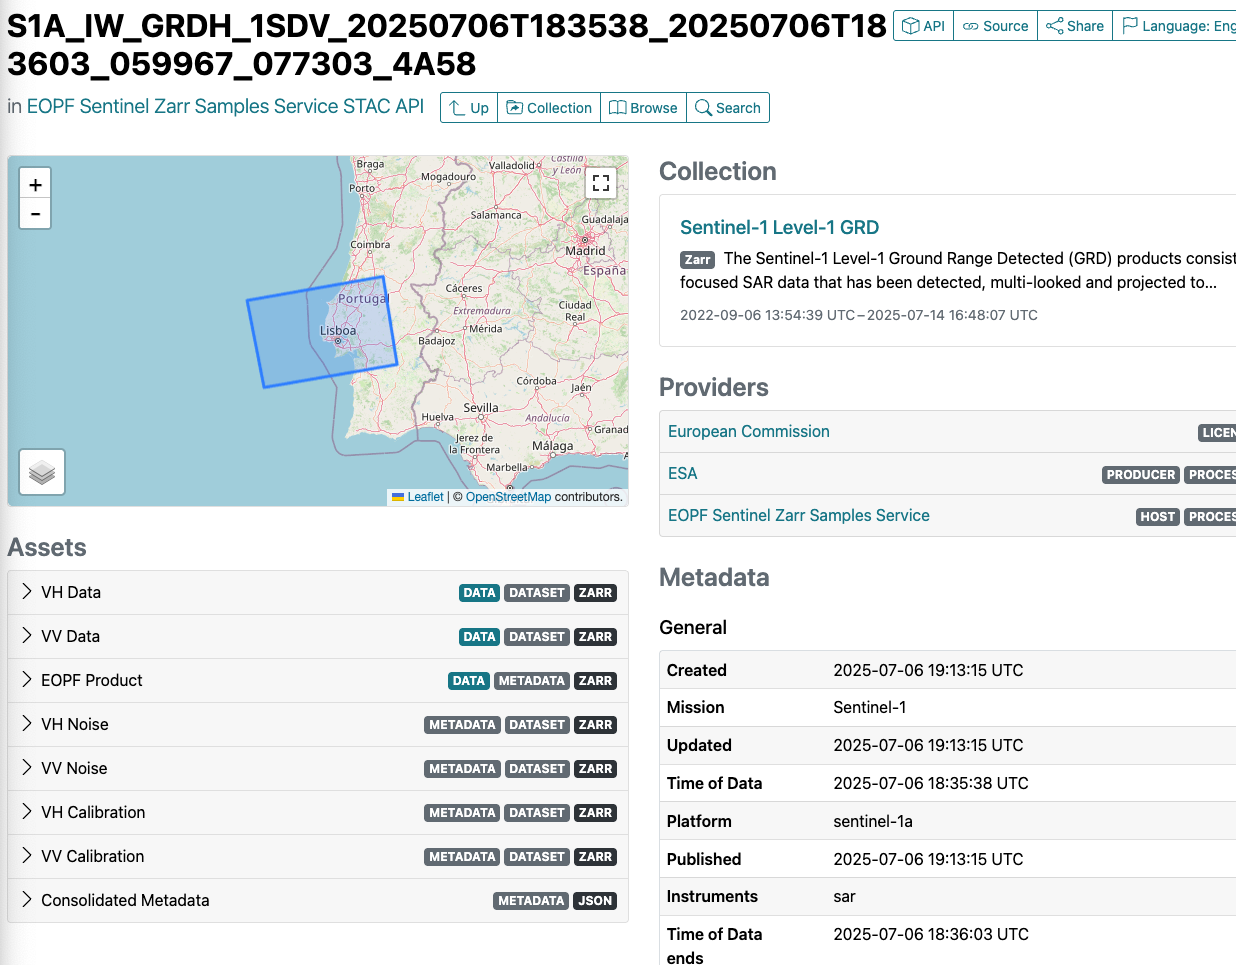 S1A_IW_GRDH_1SDV_20250706T183538_20250706T18
3603_059967_077303_4A58
API
Source
Share
Language: Eng
in EOPF Sentinel Zarr Samples Service STAC API
Up
Collection
Browse
Search
+
-
Braga
Porto
Mogadouro
Valladolid
Castilla
y León
Salamanca
Guadalaja
Coimbra
Madrid
España
Portugal
Cáceres
Extremadura
Ciudad
Real
Lisboa
Mérida
Badajoz
Córdoba
Jaén
Sevilla
Huelva
Andalucía
Granad
Jerez de
la Frontera
Málaga
Marbella
Leaflet | © OpenStreetMap contributors.
Assets
VH Data DATA DATASET ZARR
VV Data DATA DATASET ZARR
EOPF Product DATA METADATA ZARR
VH Noise METADATA DATASET ZARR
VV Noise METADATA DATASET ZARR
VH Calibration METADATA DATASET ZARR
VV Calibration METADATA DATASET ZARR
Consolidated Metadata METADATA JSON
Collection
Sentinel-1 Level-1 GRD
Zarr The Sentinel-1 Level-1 Ground Range Detected (GRD) products consist
focused SAR data that has been detected, multi-looked and projected to...
2022-09-06 13:54:39 UTC – 2025-07-14 16:48:07 UTC
Providers
European Commission LICEN
ESA PRODUCER PROCES
EOPF Sentinel Zarr Samples Service HOST PROCES
Metadata
General
Created 2025-07-06 19:13:15 UTC
Mission Sentinel-1
Updated 2025-07-06 19:13:15 UTC
Time of Data 2025-07-06 18:35:38 UTC
Platform sentinel-1a
Published 2025-07-06 19:13:15 UTC
Instruments sar
Time of Data 2025-07-06 18:36:03 UTC
ends